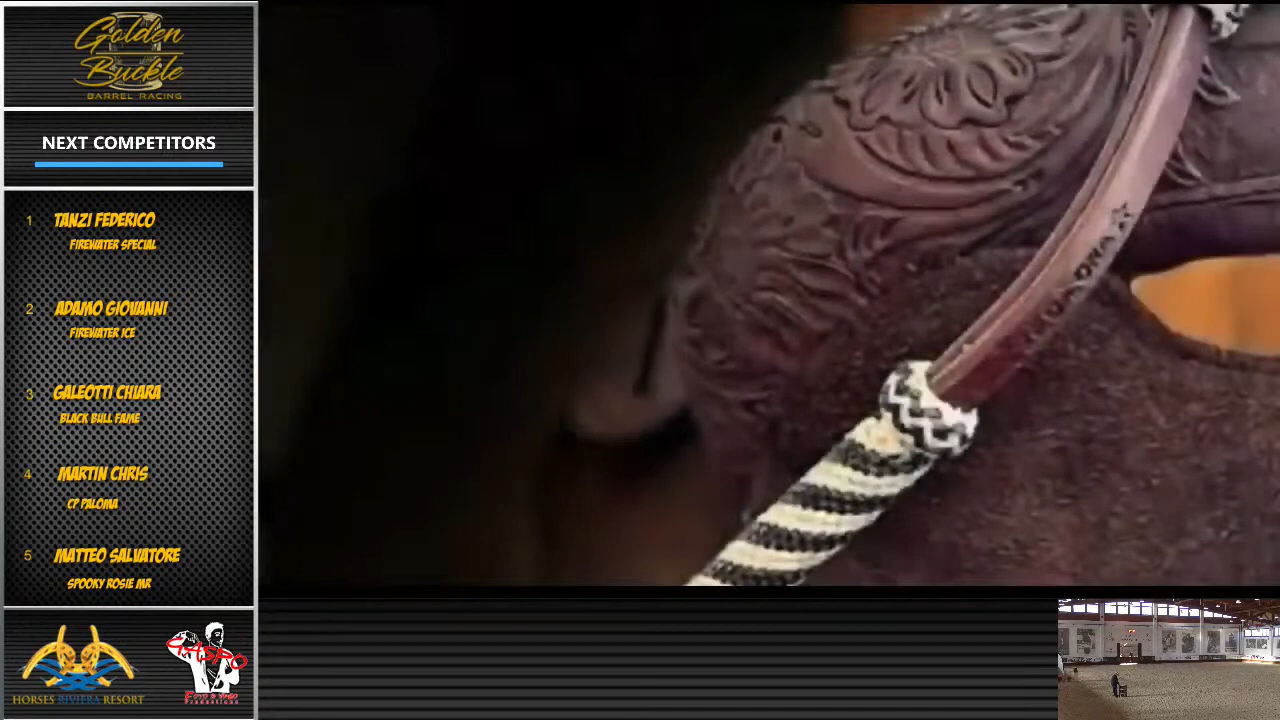 Golden
Buckle
BARREL RACING
NEXT COMPETITORS
1 TANZI FEDERICO
FIREWATER SPECIAL
2 ADAMO GIOVANNI
FIREWATER ICE
3 GALEOTTI CHIARA
BLACK BULL FAME
4 MARTIN CHRIS
CP PALOMA
5 MATTEO SALVATORE
SPOOKY ROSIE MR
HORSES RIVIERA RESORT
GASPO